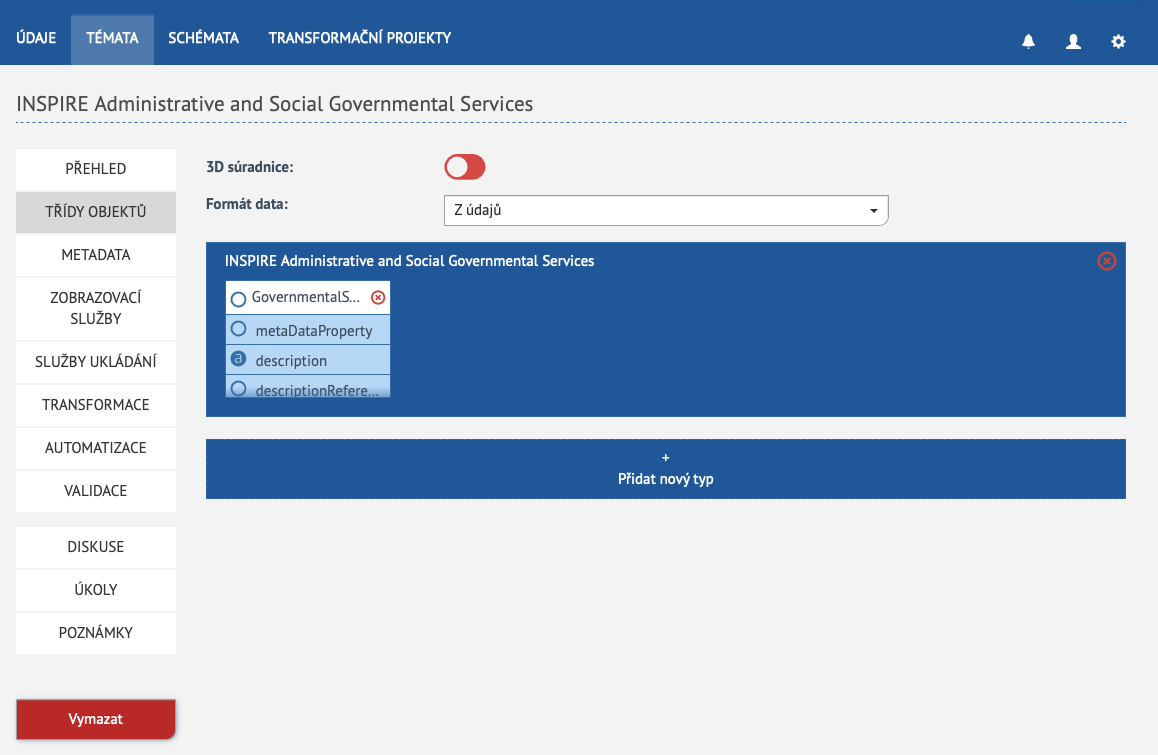 ÚDAJE TÉMATA SCHÉMATA TRANSFORMAČNÍ PROJEKTY
INSPIRE Administrative and Social Governmental Services
PŘEHLED
TŘÍDY OBJEKTŮ
METADATA
ZOBRAZOVACÍ
SLUŽBY
SLUŽBY UKLÁDÁNÍ
TRANSFORMACE
AUTOMATIZACE
VALIDACE
DISKUSE
ÚKOLY
POZNÁMKY
Vymazat
3D súradnice:
Formát data: Z údajů
INSPIRE Administrative and Social Governmental Services
GovernmentalS...
metaDataProperty
a description
descriptionRefere...
+
Přidat nový typ